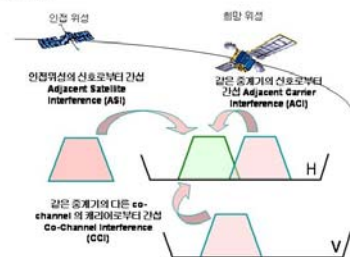 인접 위성
희망 위성
인접위성의 신호로부터 간섭
Adjacent Satellite
Interference (ASI)
같은 중계기의 신호로부터
간섭 Adjacent Carrier
Interference (ACI)
H
같은 중계기의 다른 co-
channel 의 캐리어로부터 간섭
Co-Channel Interference
(CCI)
V